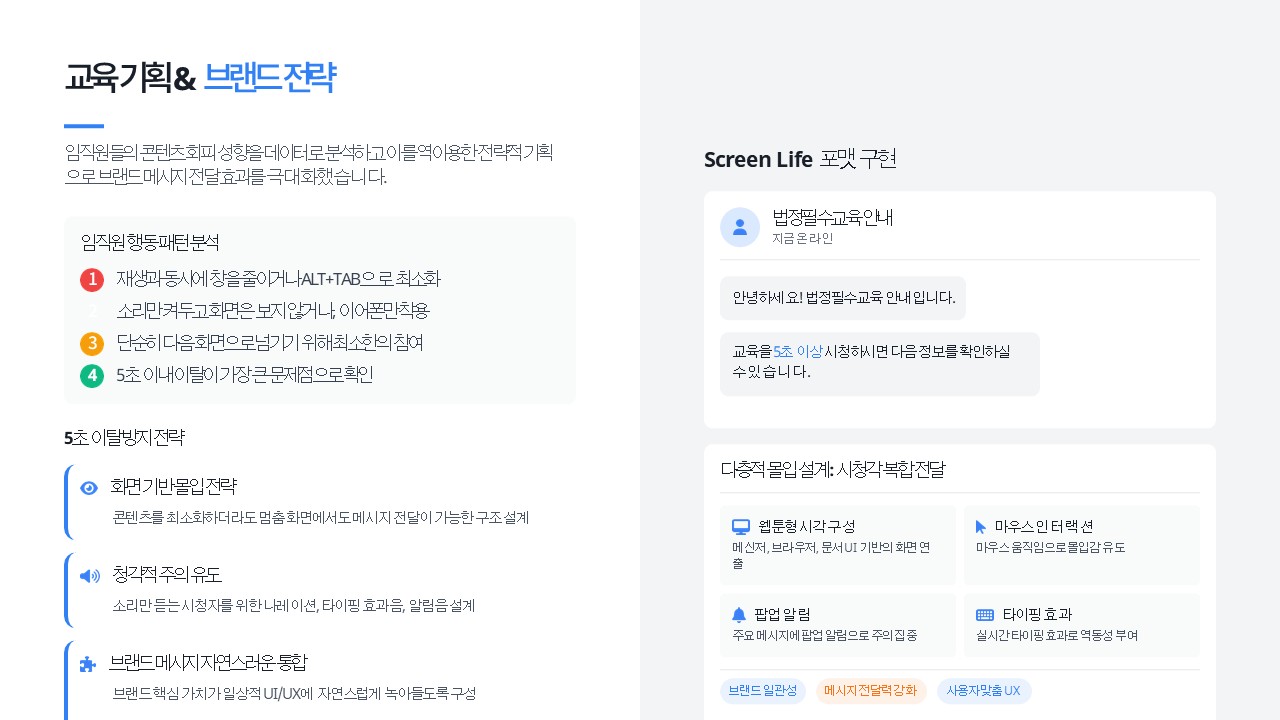 교육 기획 & 브랜드 전략
임직원들의 콘텐츠 회피 성향을 데이터로 분석하고, 이를 역이용한 전략적 기획
으로 브랜드 메시지 전달 효과를 극대화했습니다.
임직원 행동 패턴 분석
1 재생과 동시에 창을 줄이거나 ALT+TAB으로 최소화
2 소리만 켜두고 화면은 보지 않거나, 이어폰만 착용
3 단순히 다음 화면으로 넘기기 위해 최소한의 참여
4 5초 이내 이탈이 가장 큰 문제점으로 확인
5초 이탈 방지 전략
화면 기반 몰입 전략
콘텐츠를 최소화하더라도 멈춤 화면에서도 메시지 전달이 가능한 구조 설계
청각적 주의 유도
소리만 듣는 시청자를 위한 나레이션, 타이핑 효과음, 알림음 설계
브랜드 메시지 자연스러운 통합
브랜드 핵심 가치가 일상적 UI/UX에 자연스럽게 녹아들도록 구성
Screen Life 포맷 구현
법정필수교육 안내
지금 온라인
안녕하세요! 법정필수교육 안내입니다.
교육을 5초 이상 시청하시면 다음 정보를 확인하실
수 있습니다.
다층적 몰입 설계: 시청각 복합 전달
웹툰형 시각 구성
메신저, 브라우저, 문서 UI 기반의 화면 연
출
마우스 인터랙션
마우스 움직임으로 몰입감 유도
팝업 알림
주요 메시지에 팝업 알림으로 주의 집중
타이핑 효과
실시간 타이핑 효과로 역동성 부여
브랜드 일관성
메시지 전달력 강화
사용자 맞춤 UX